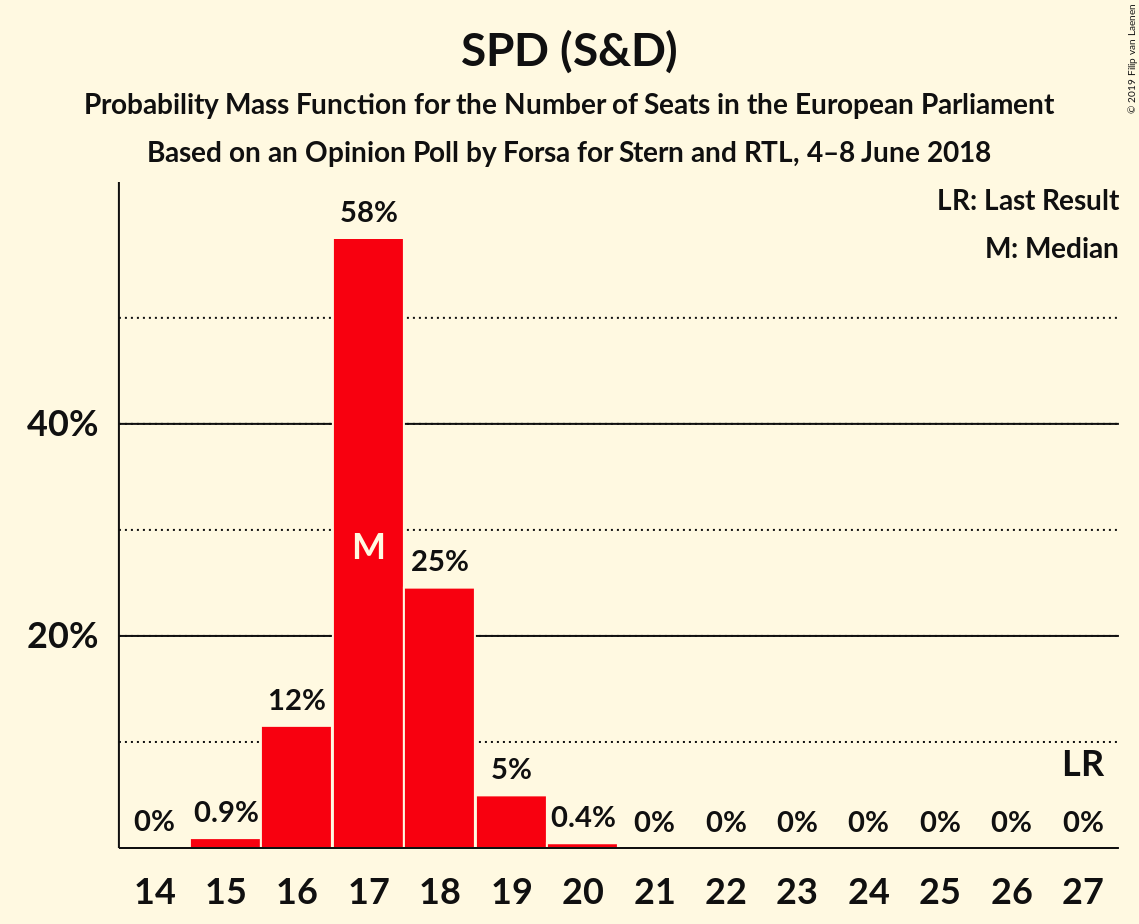 SPD (S&D)
Probability Mass Function for the Number of Seats in the European Parliament
Based on an Opinion Poll by Forsa for Stern and RTL, 4–8 June 2018
© 2019 Filip van Laenen
LR: Last Result
M: Median
58%
40%
M
25%
20%
12%
LR
5%
0% 0.9% 0.4% 0% 0% 0% 0% 0% 0% 0%
14 15 16 17 18 19 20 21 22 23 24 25 26 27